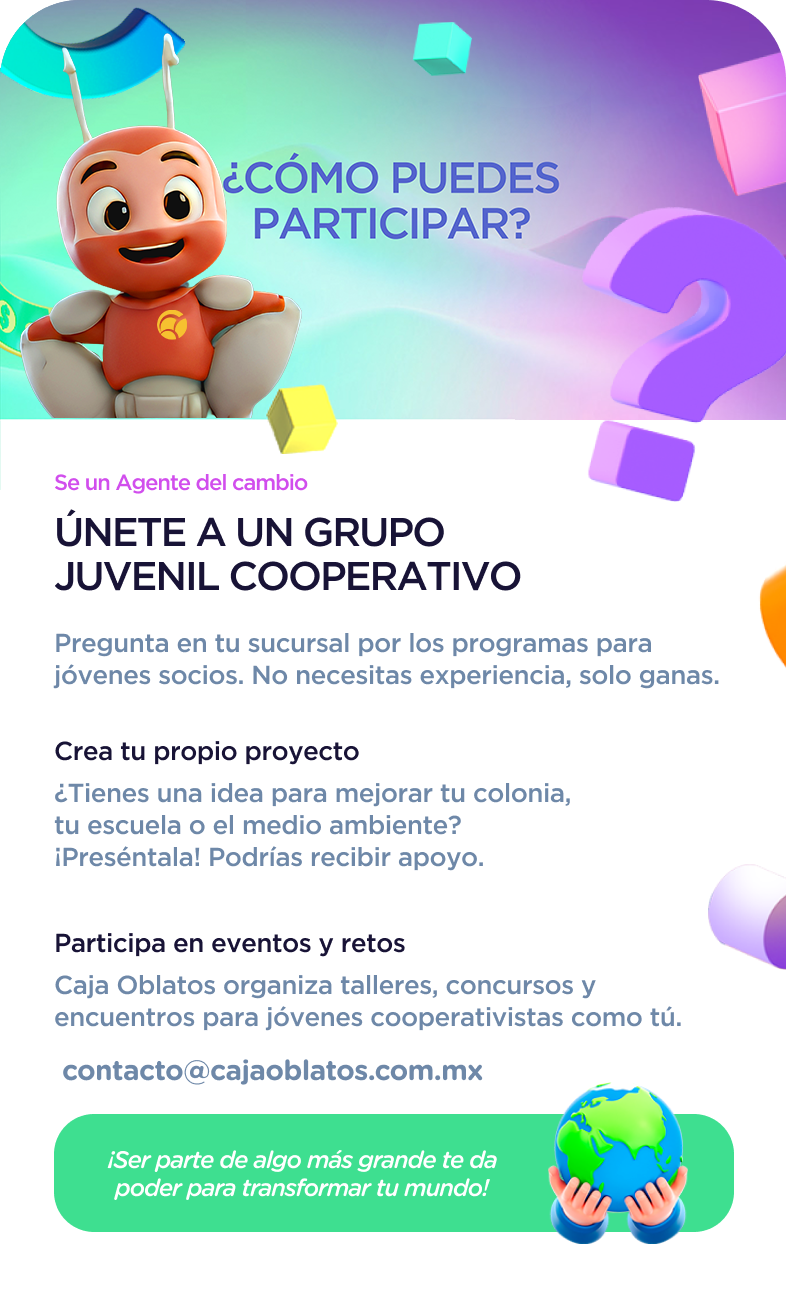 ¿CÓMO PUEDES
PARTICIPAR?
Se un Agente del cambio
ÚNETE A UN GRUPO
JUVENIL COOPERATIVO
Pregunta en tu sucursal por los programas para
jóvenes socios. No necesitas experiencia, solo ganas.
Crea tu propio proyecto
¿Tienes una idea para mejorar tu colonia,
tu escuela o el medio ambiente?
¡Preséntala! Podrías recibir apoyo.
Participa en eventos y retos
Caja Oblatos organiza talleres, concursos y
encuentros para jóvenes cooperativistas como tú.
contacto@cajaoblatos.com.mx
¡Ser parte de algo más grande te da
poder para transformar tu mundo!